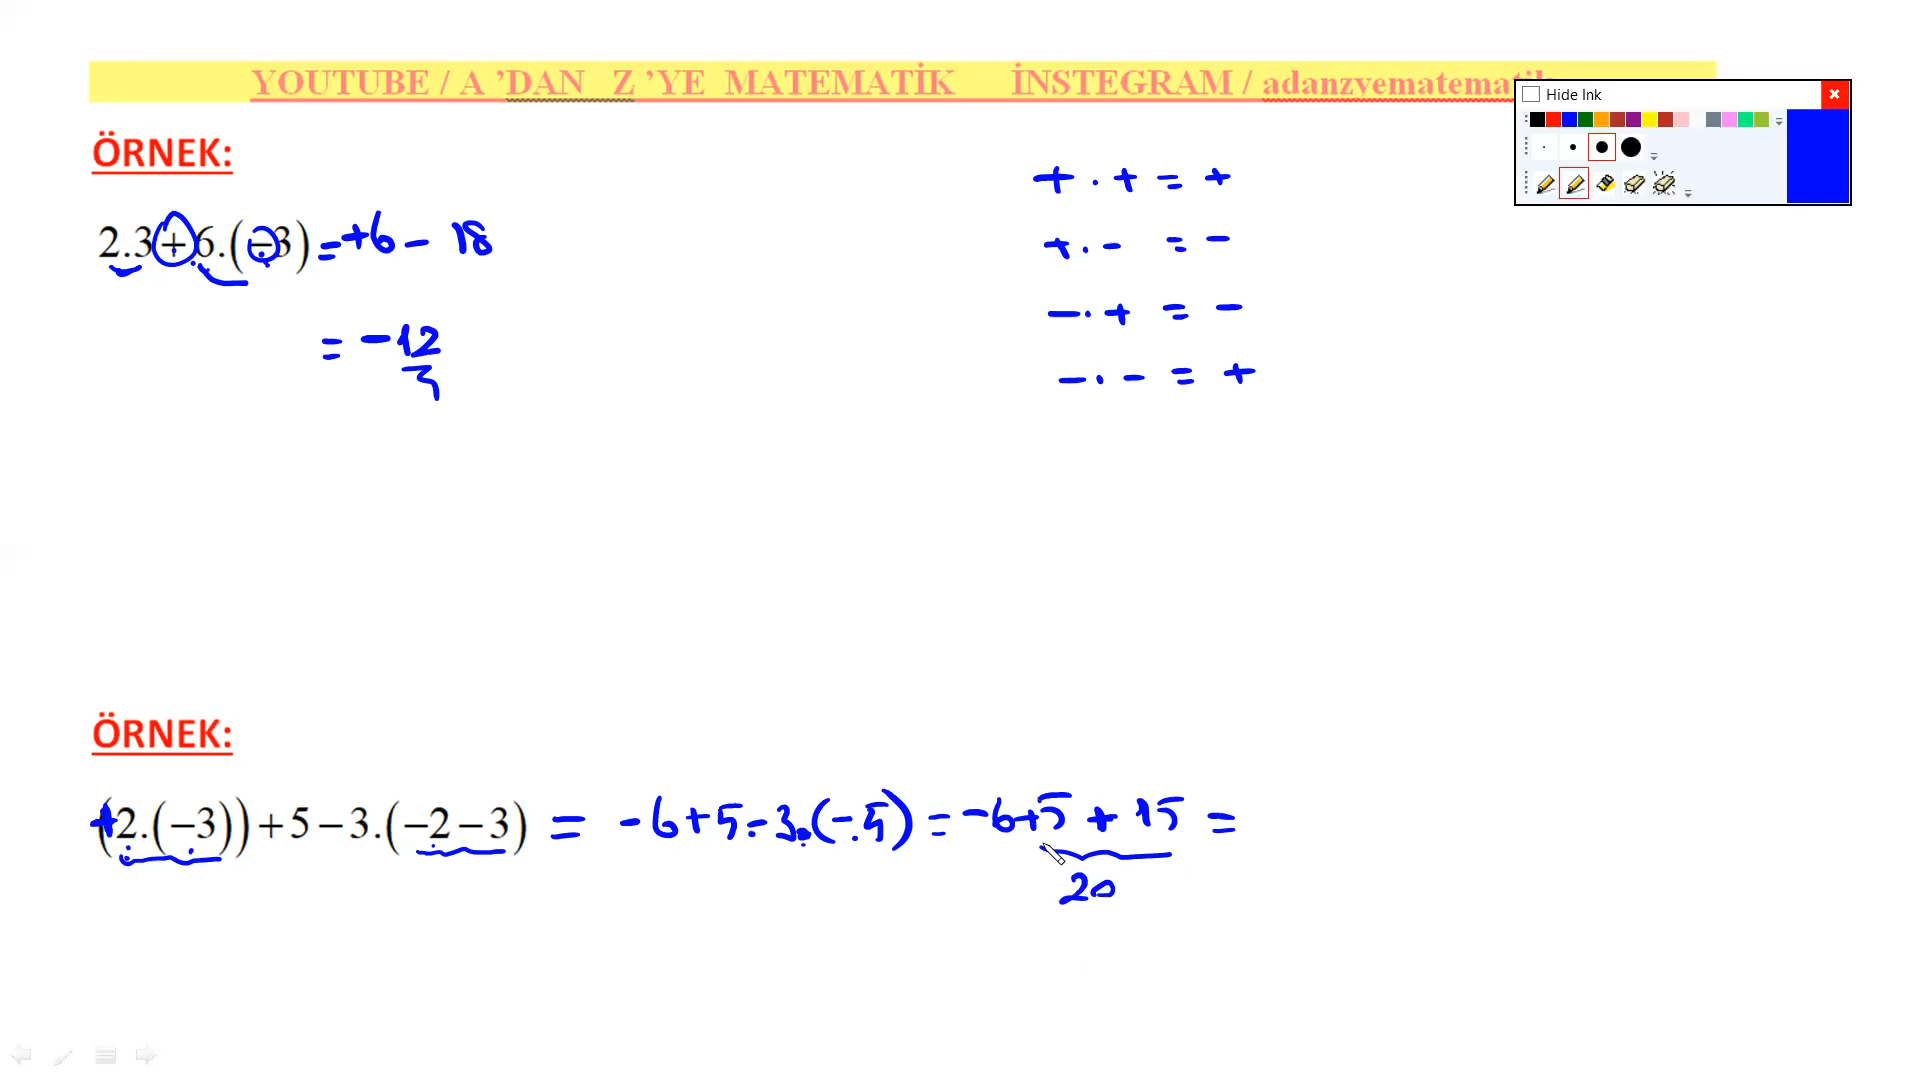 YOUTUBE / A ’DAN Z ’YE MATEMATİK İNSTEGRAM / adanzyematematik
Hide Ink
ÖRNEK:
2.3+6.(−3) = +6 − 18
= −12
+ . + = +
+ . - = -
- . + = -
- . - = +
ÖRNEK:
+(2.(−3))+5−3.(−2−3) = -6+5-3.(-5) = -6+5+15 =
20